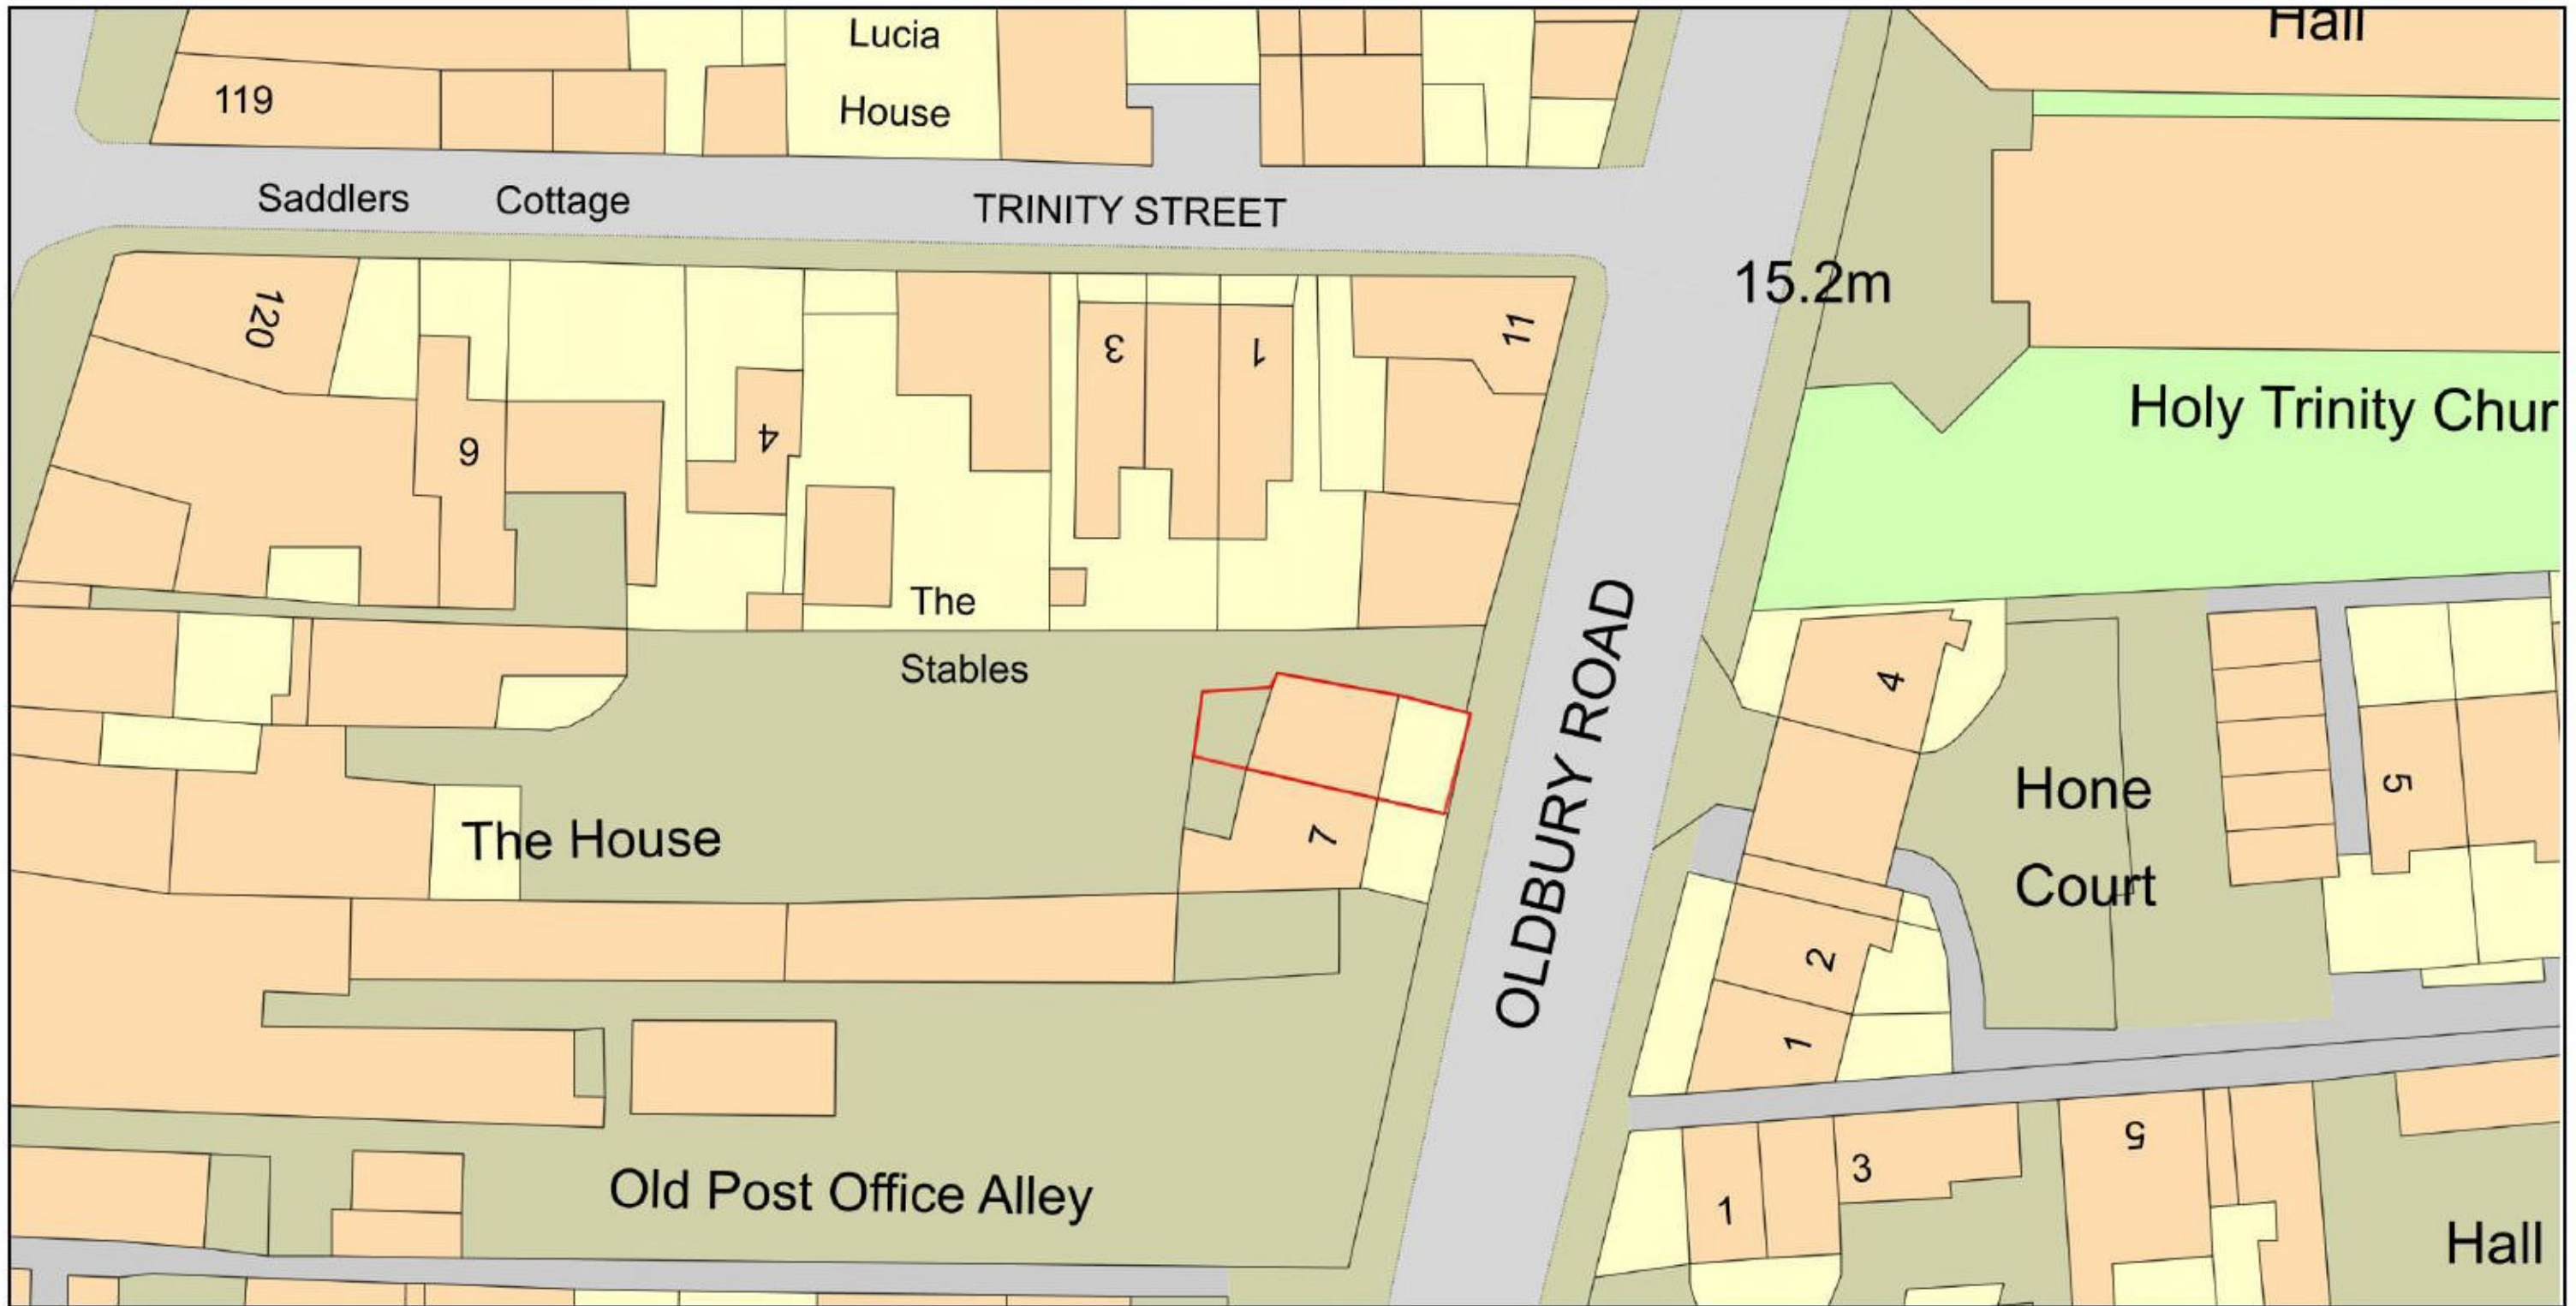 Hall
Lucia
House
119
Saddlers Cottage
TRINITY STREET
15.2m
120
3
1
11
Holy Trinity Chur
6
4
The
Stables
OLDBURY ROAD
4
Hone
Court
5
The House
7
2
1
Old Post Office Alley
1
3
5
Hall